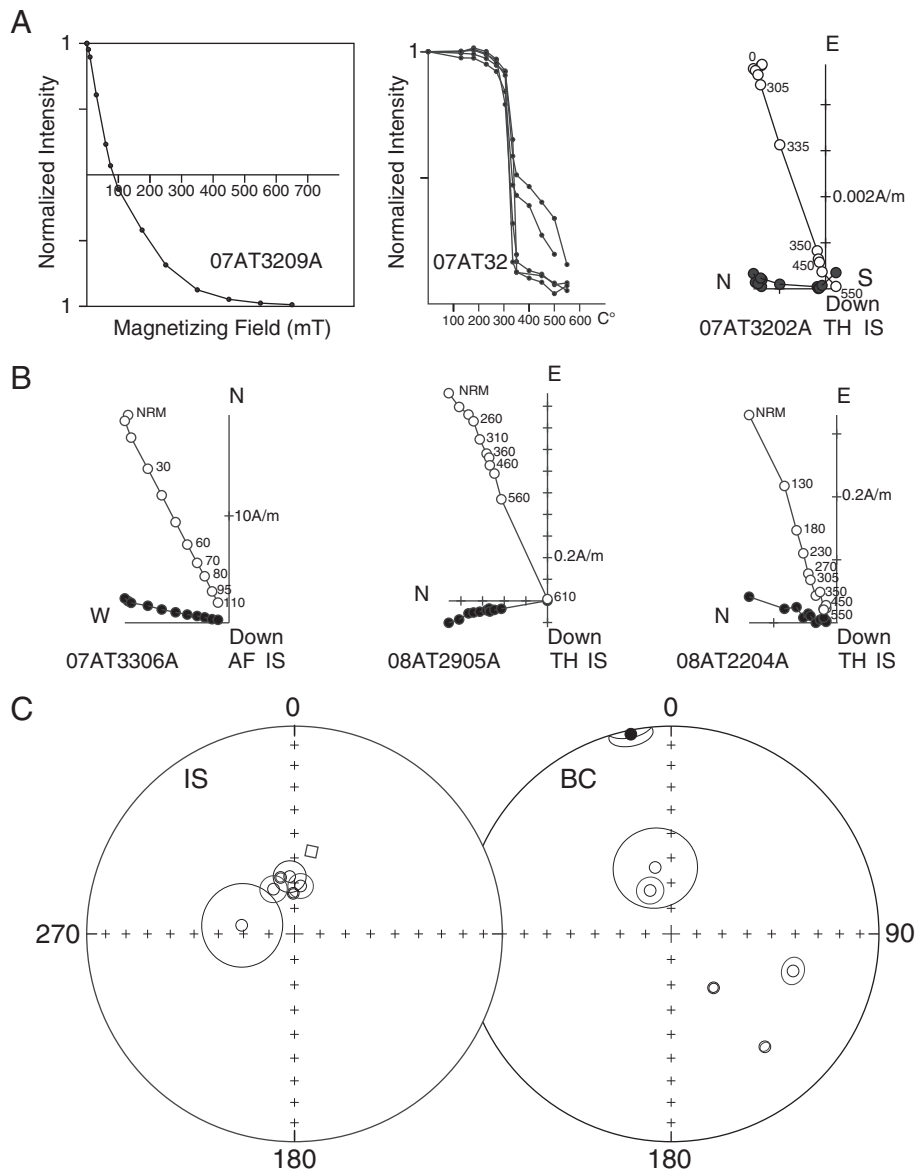 A
1
Normalized Intensity
100 200 300 400 500 600 700
07AT3209A
1
Magnetizing Field (mT)
1
Normalized Intensity
07AT32
100 200 300 400 500 600 C°
E
0
305
335
0.002A/m
350
450
N
S
550
Down
07AT3202A TH IS
B
N
NRM
30
10A/m
60
70
80
95
110
W
Down
07AT3306A AF IS
E
NRM
260
310
360
460
560
0.2A/m
N
610
Down
08AT2905A TH IS
E
NRM
130
0.2A/m
180
230
270
305
350
450
550
N
Down
08AT2204A TH IS
C
0
IS
270
180
0
BC
90
180